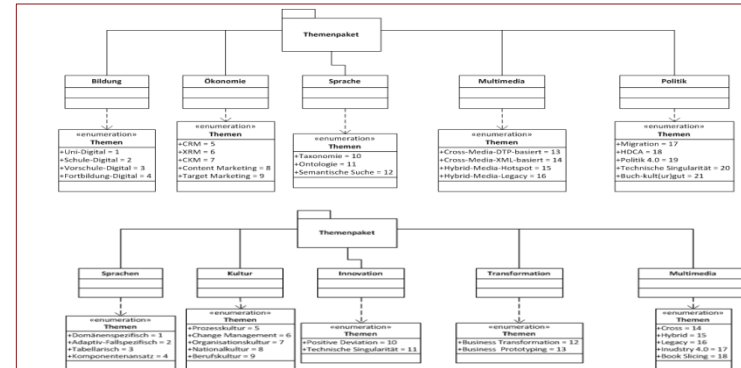 Themenpaket
Bildung
Ökonomie
Sprache
Multimedia
Politik
«enumeration»
Themen
+Uni-Digital = 1
+Schule-Digital = 2
+Vorschule-Digital = 3
+Fortbildung-Digital = 4
«enumeration»
Themen
+CRM = 5
+XRM = 6
+CKM = 7
+Content Marketing = 8
+Target Marketing = 9
«enumeration»
Themen
+Taxonomie = 10
+Ontologie = 11
+Semantische Suche = 12
«enumeration»
Themen
+Cross-Media-DTP-basiert = 13
+Cross-Media-XML-basiert = 14
+Hybrid-Media-Hotspot = 15
+Hybrid-Media-Legacy = 16
«enumeration»
Themen
+Migration = 17
+HDCA = 18
+Politik 4.0 = 19
+Technische Singularität = 20
+Buch-kult(ur)gut = 21
Themenpaket
Sprachen
Kultur
Innovation
Transformation
Multimedia
«enumeration»
Themen
+Domänenspezifisch = 1
+Adaptiv-Fallspezifisch = 2
+Tabellarisch = 3
+Komponentenansatz = 4
«enumeration»
Themen
+Prozesskultur = 5
+Change Management = 6
+Organisationskultur = 7
+Nationalkultur = 8
+Berufskultur = 9
«enumeration»
Themen
+Positive Deviation = 10
+Technische Singularität = 11
«enumeration»
Themen
+Business Transformation = 12
+Business Prototyping = 13
«enumeration»
Themen
+Cross = 14
+Hybrid = 15
+Legacy = 16
+Inudstry 4.0 = 17
+Book Slicing = 18